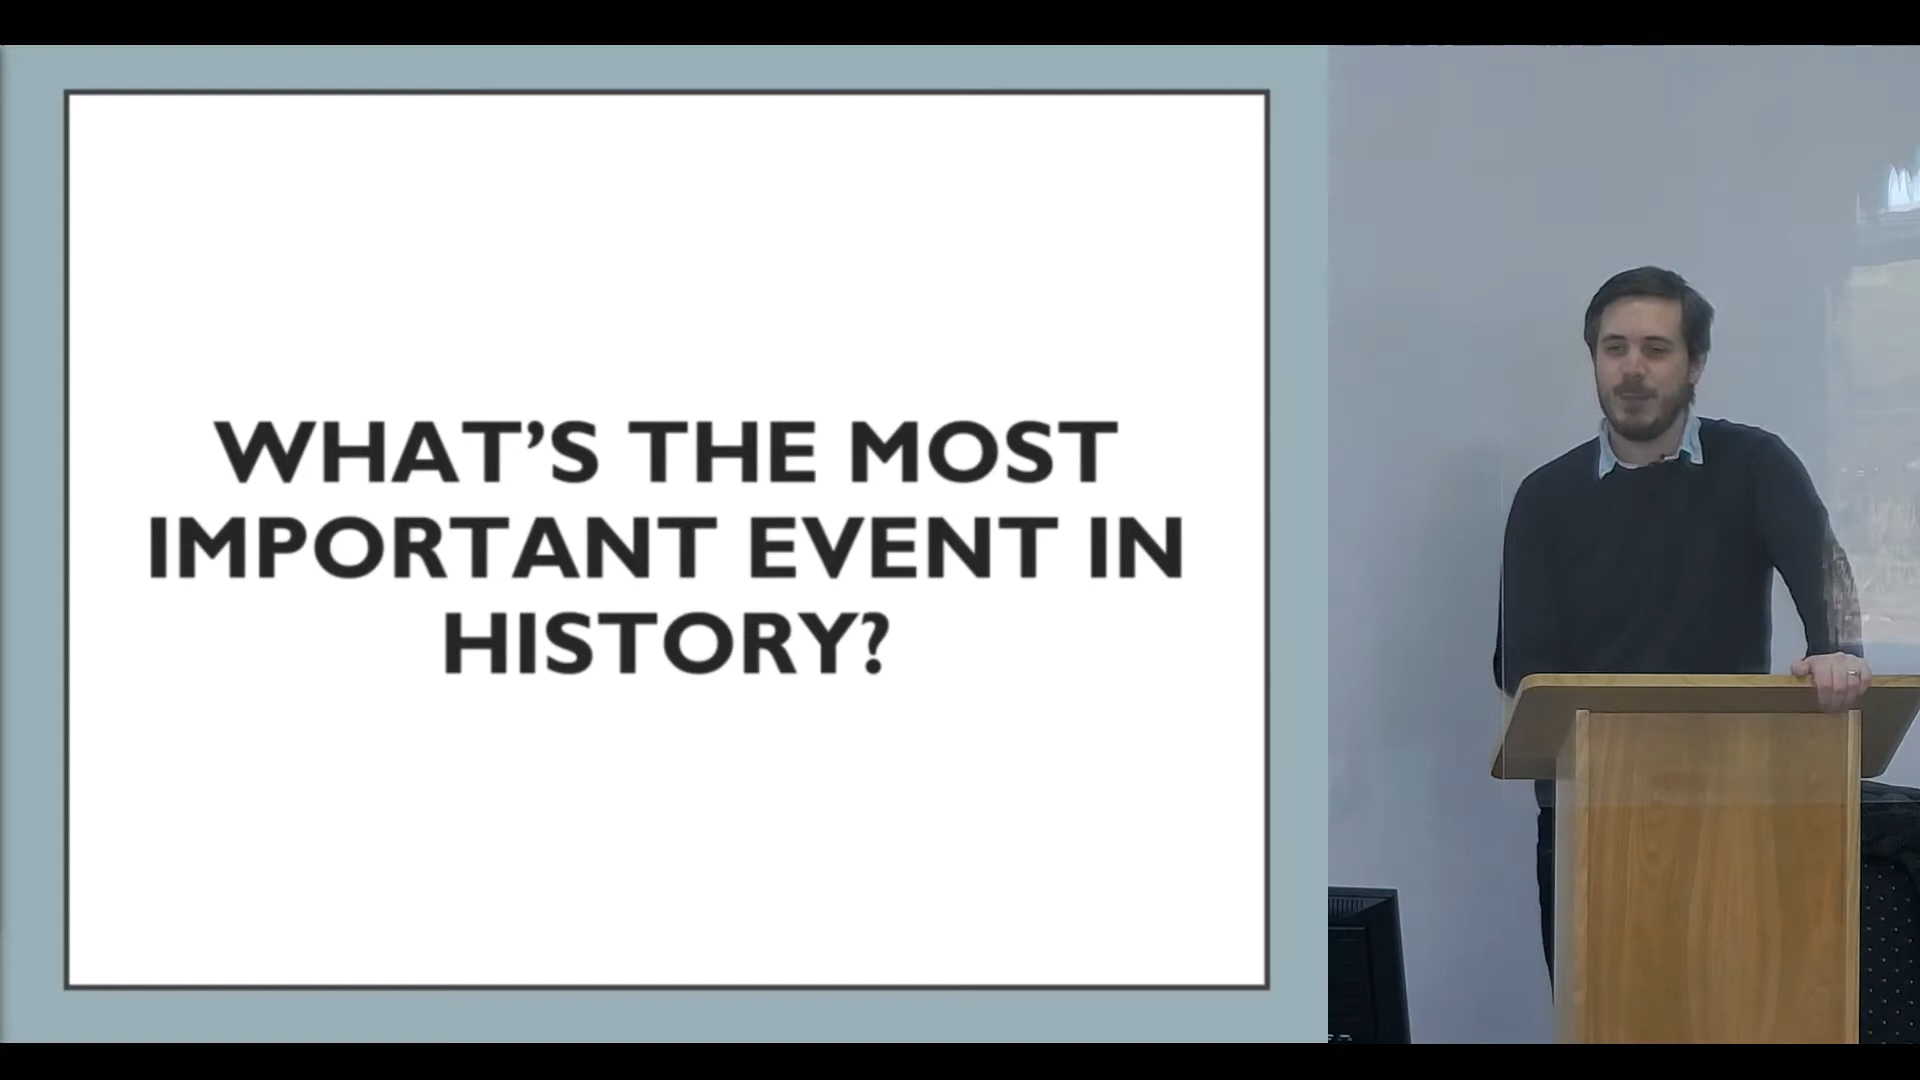 WHAT’S THE MOST
IMPORTANT EVENT IN
HISTORY?